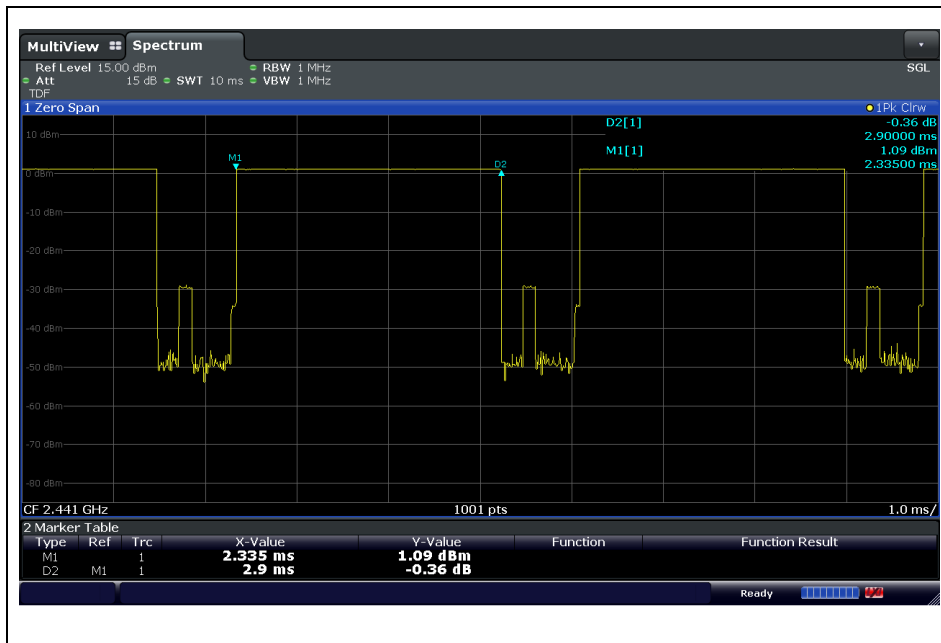 MultiView Spectrum
Ref Level 15.00 dBm RBW 1 MHz SGL
Att 15 dB SWT 10 ms VBW 1 MHz
TDF
1 Zero Span 1Pk Clrw
D2[1] -0.36 dB
2.90000 ms
M1[1] 1.09 dBm
2.33500 ms
10 dBm
M1
D2
0 dBm
-10 dBm
-20 dBm
-30 dBm
-40 dBm
-50 dBm
-60 dBm
-70 dBm
-80 dBm
CF 2.441 GHz 1001 pts 1.0 ms/
2 Marker Table
Type Ref Trc X-Value Y-Value Function Function Result
M1 1 2.335 ms 1.09 dBm
D2 M1 1 2.9 ms -0.36 dB
Ready